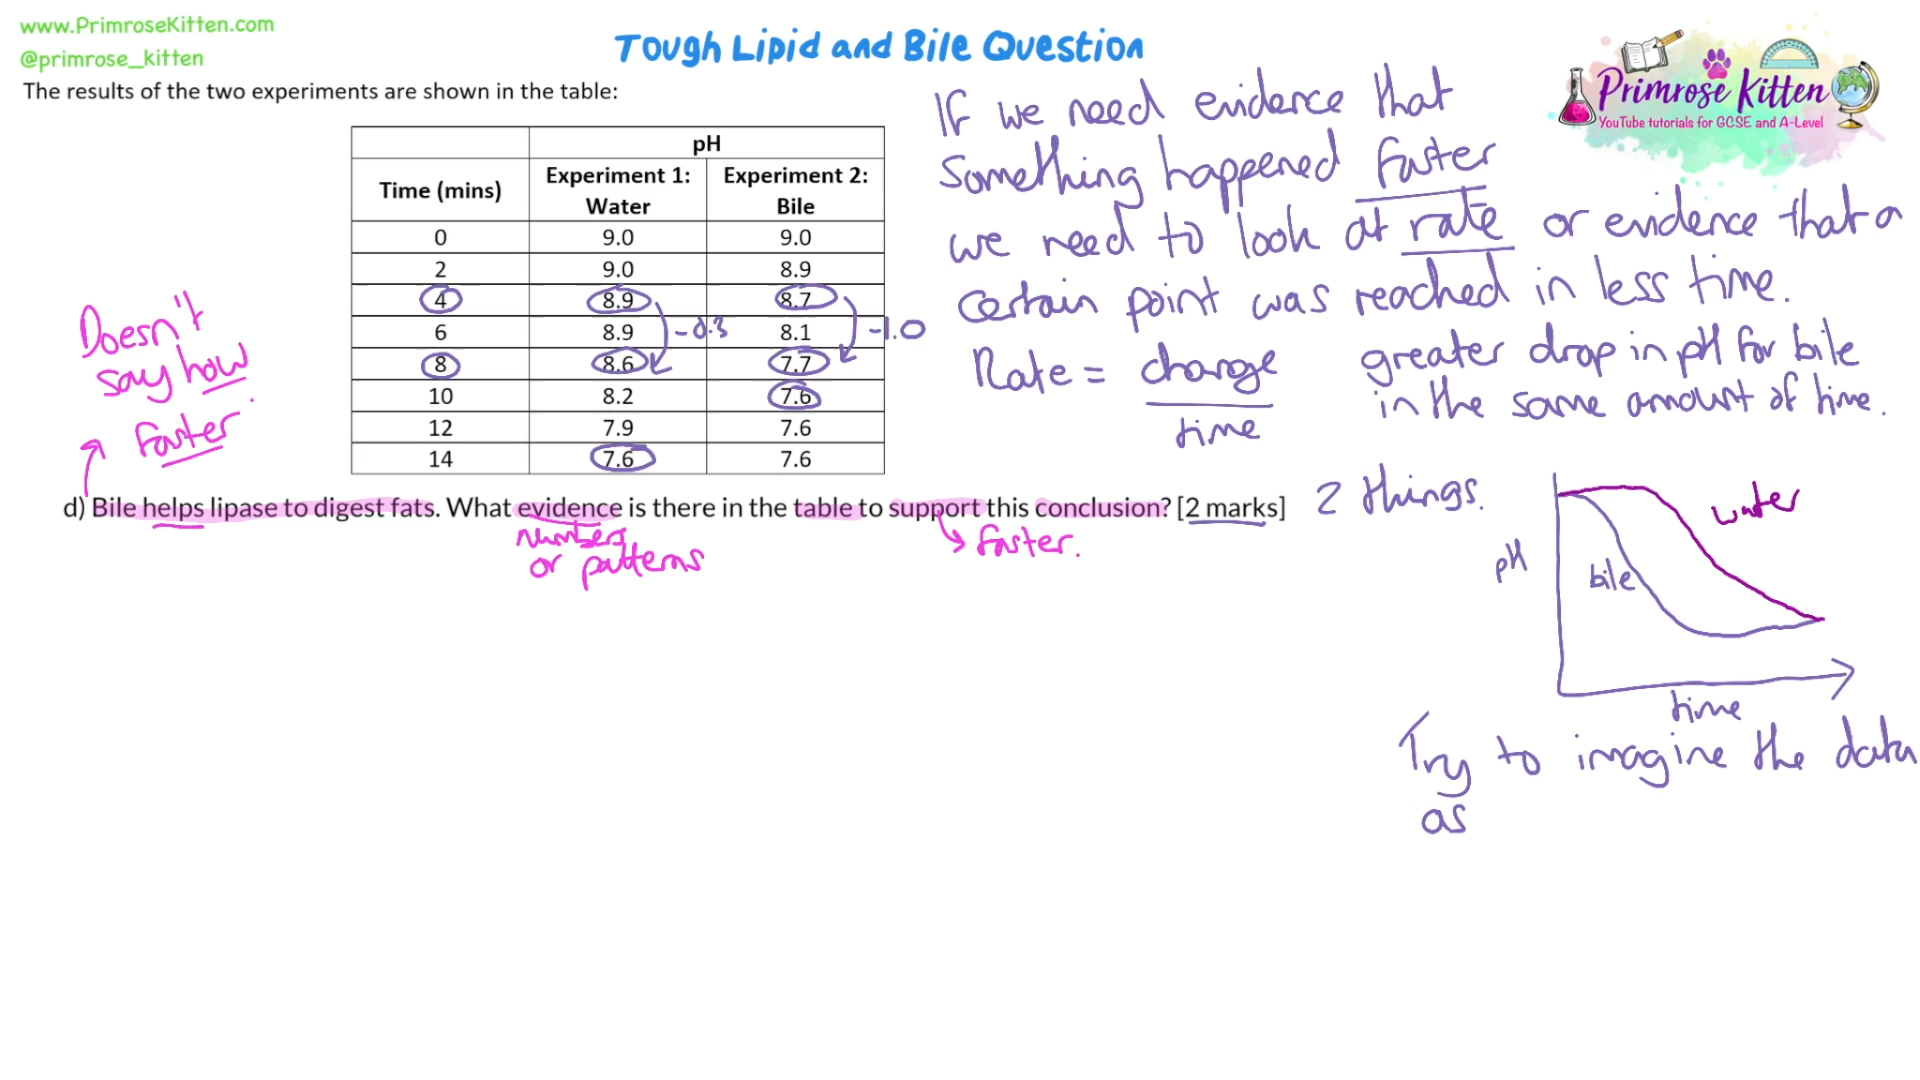 www.PrimroseKitten.com
@primrose_kitten
Tough Lipid and Bile Question
Primrose Kitten
YouTube tutorials for GCSE and A-Level
The results of the two experiments are shown in the table:
pH
Time (mins) Experiment 1: Water Experiment 2: Bile
0 9.0 9.0
2 9.0 8.9
4 8.9 8.7
6 8.9 8.1
8 8.6 7.7
10 8.2 7.6
12 7.9 7.6
14 7.6 7.6
-0.3
-1.0
If we need evidence that
something happened faster
we need to look at rate or evidence that a
certain point was reached in less time.
Rate = change
time
greater drop in pH for bile
in the same amount of time.
Doesn't
say how
faster.
d) Bile helps lipase to digest fats. What evidence is there in the table to support this conclusion? [2 marks]
numbers
or patterns
faster.
2 things.
water
pH
bile
time
Try to imagine the data
as